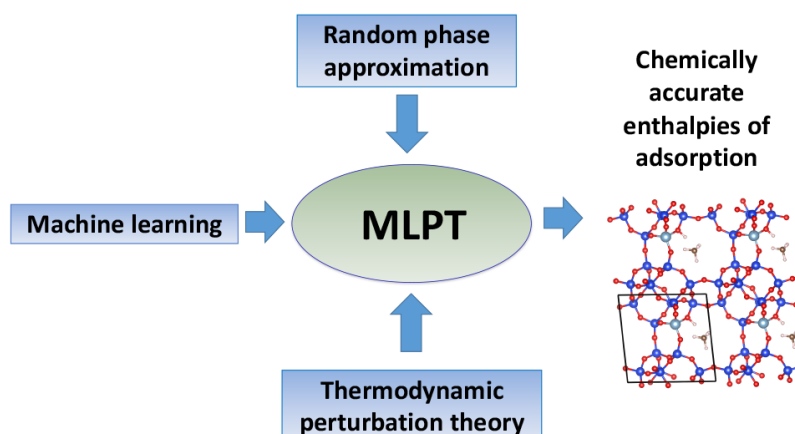 Random phase
approximation
Chemically
accurate
enthalpies of
adsorption
Machine learning
MLPT
Thermodynamic
perturbation theory